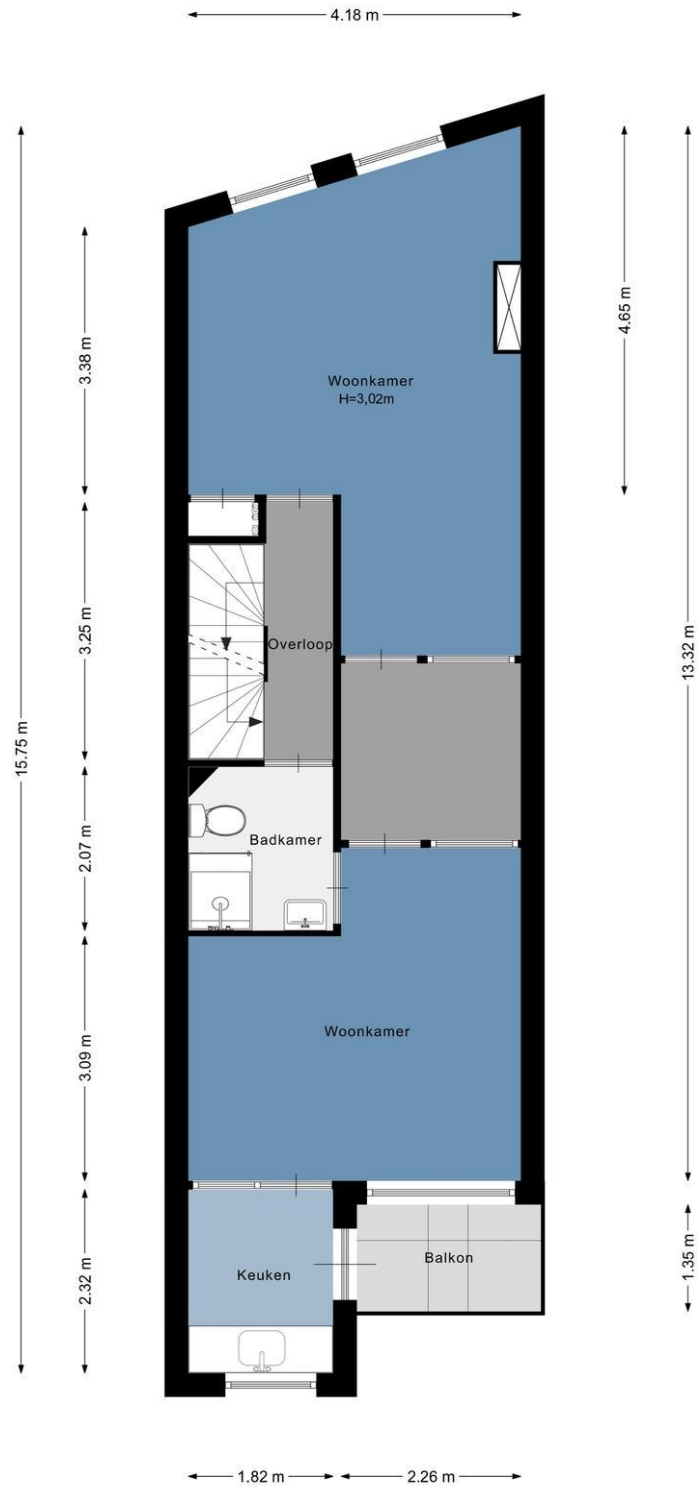 4.18 m
4.65 m
3.38 m
Woonkamer
H=3,02m
3.25 m
Overloop
13.32 m
15.75 m
2.07 m
Badkamer
3.09 m
Woonkamer
2.32 m
Keuken
Balkon
1.35 m
1.82 m
2.26 m